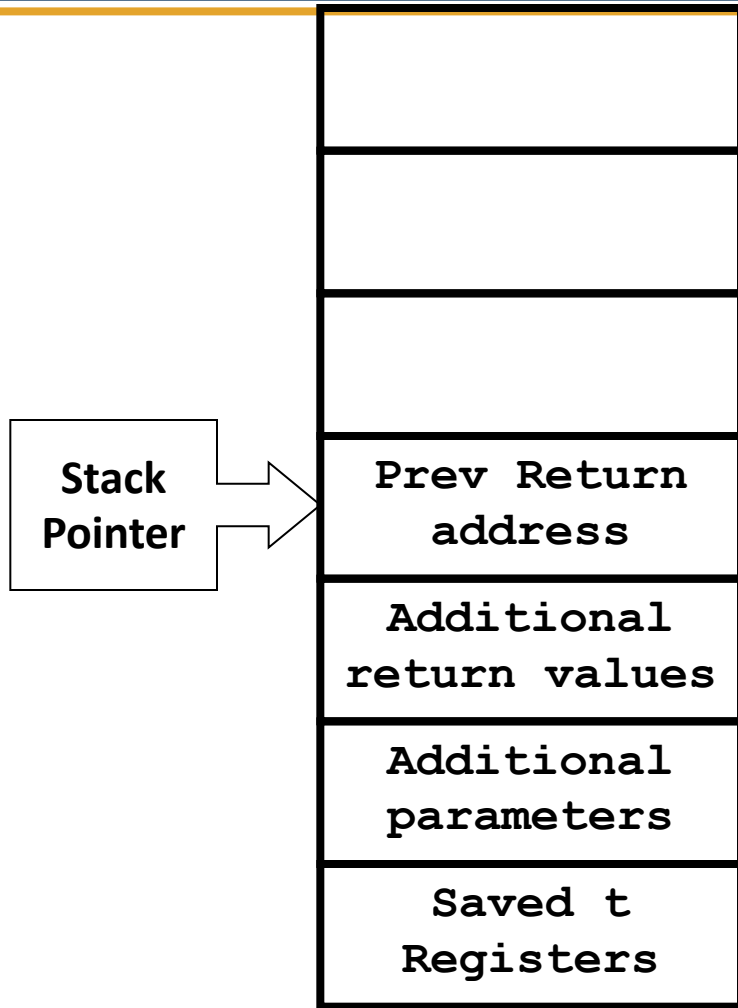 Stack
Pointer
Prev Return
address
Additional
return values
Additional
parameters
Saved t
Registers